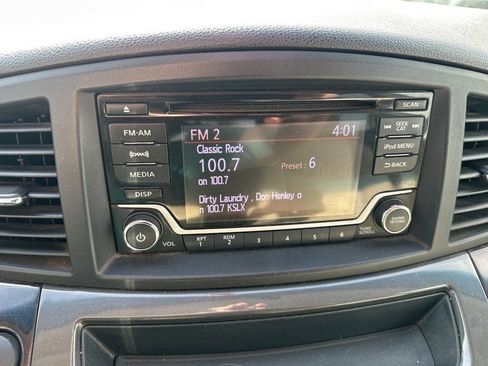 SCAN
FM 2 4:01
Classic Rock
100.7
Preset: 6
on 100.7
Dirty Laundry , Don Henley o
n 100.7 KSLX
FM·AM
MEDIA
DISP
SEEK
CAT
iPod MENU
BACK
VOL
RPT
1
RDM
2
3
4
5
6
TUNE
SCROLL
ENTER
SETTING